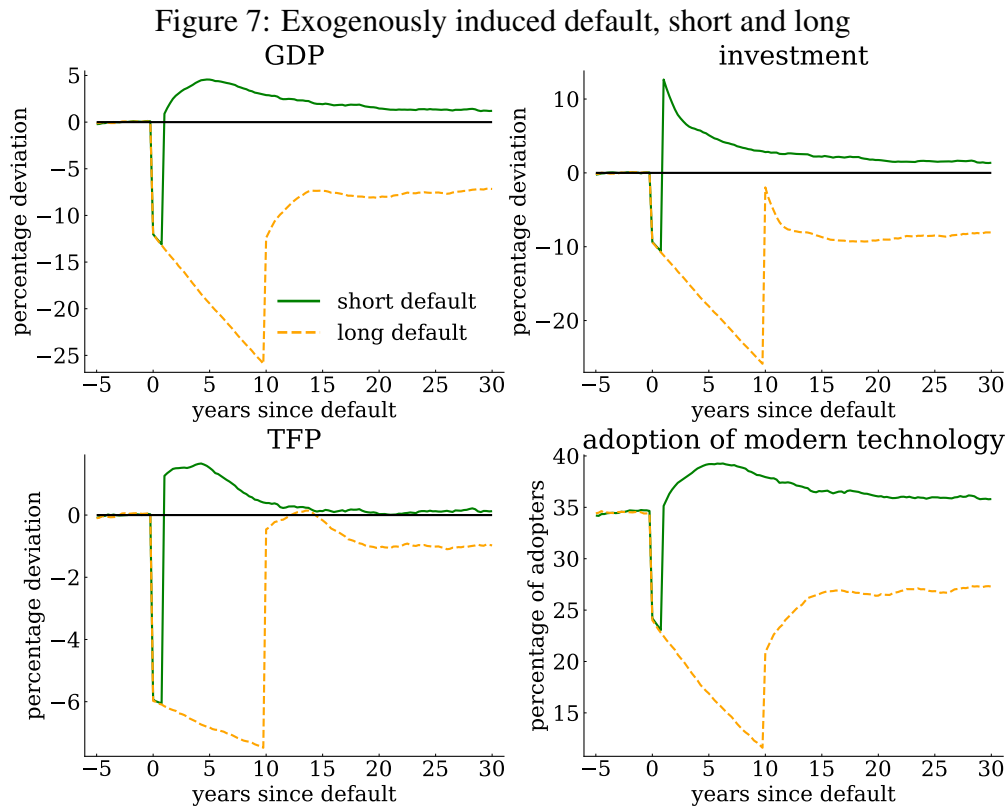 Figure 7: Exogenously induced default, short and long
GDP
percentage deviation
5
0
−5
−10
−15
−20
−25
short default
long default
−5 0 5 10 15 20 25 30
years since default
investment
percentage deviation
10
0
−10
−20
−5 0 5 10 15 20 25 30
years since default
TFP
percentage deviation
0
−2
−4
−6
−5 0 5 10 15 20 25 30
years since default
adoption of modern technology
percentage of adopters
40
35
30
25
20
15
−5 0 5 10 15 20 25 30
years since default